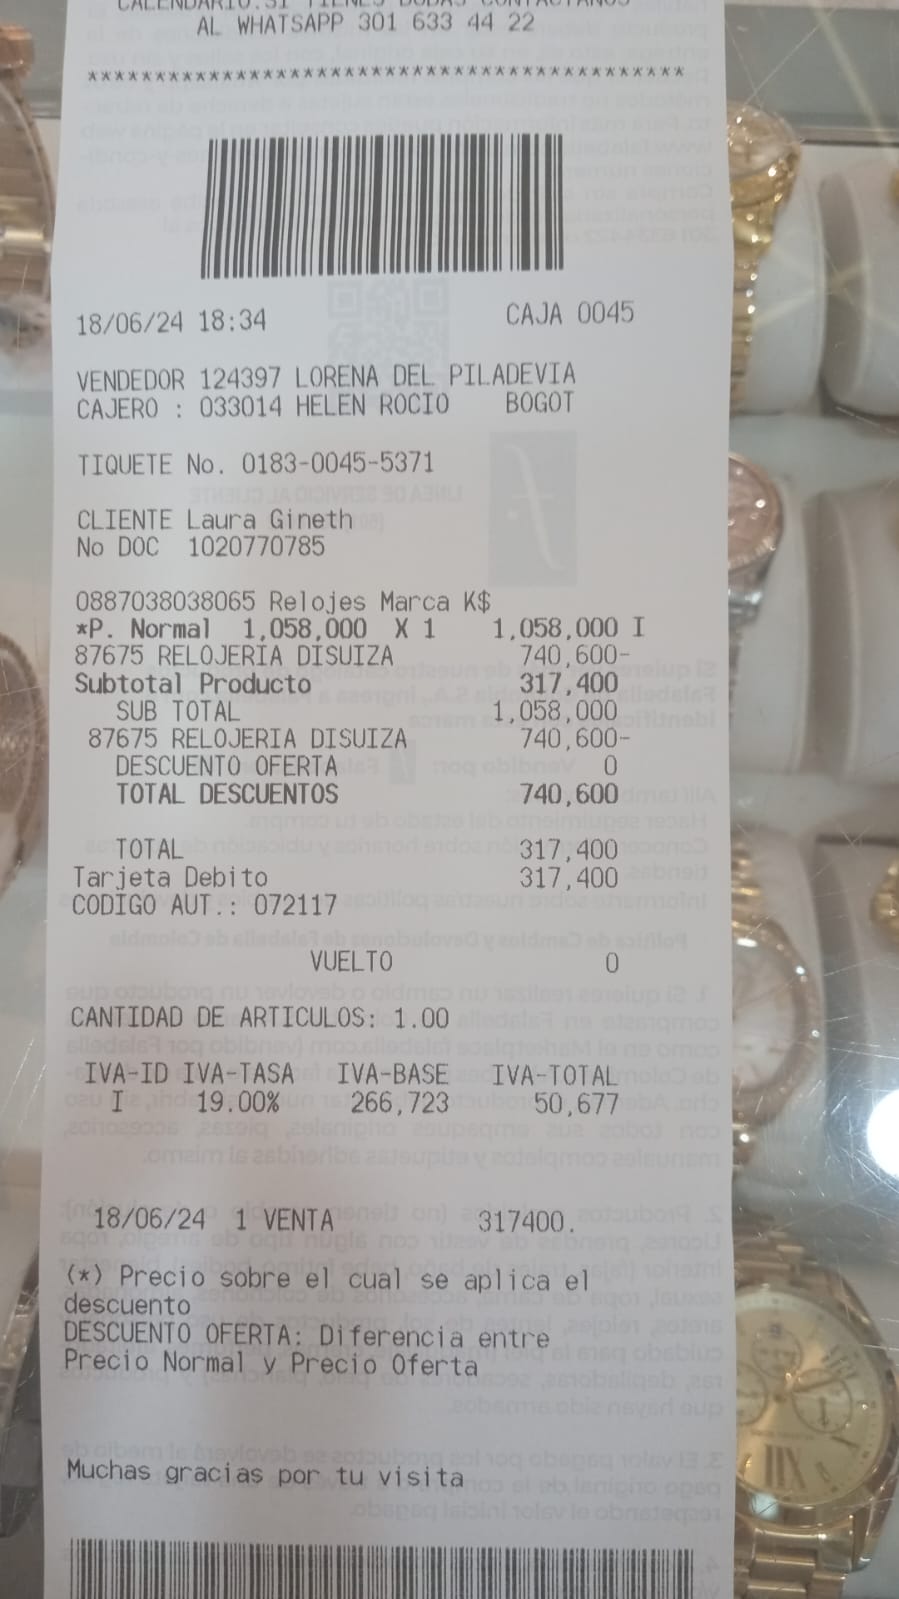 CALENDARIO.SI TIENES DUDAS CONTACTANOS
AL WHATSAPP 301 633 44 22
********************************************
18/06/24 18:34 CAJA 0045
VENDEDOR 124397 LORENA DEL PILADEVIA
CAJERO : 033014 HELEN ROCIO BOGOT
TIQUETE No. 0183-0045-5371
CLIENTE Laura Gineth
No DOC 1020770785
0887038038065 Relojes Marca K$
*P. Normal 1,058,000 X 1 1,058,000 I
87675 RELOJERIA DISUIZA 740,600-
Subtotal Producto 317,400
SUB TOTAL 1,058,000
87675 RELOJERIA DISUIZA 740,600-
DESCUENTO OFERTA 0
TOTAL DESCUENTOS 740,600
TOTAL 317,400
Tarjeta Debito 317,400
CODIGO AUT.: 072117
VUELTO 0
CANTIDAD DE ARTICULOS: 1.00
IVA-ID IVA-TASA IVA-BASE IVA-TOTAL
I 19.00% 266,723 50,677
18/06/24 1 VENTA 317400.
(*) Precio sobre el cual se aplica el
descuento
DESCUENTO OFERTA: Diferencia entre
Precio Normal y Precio Oferta
Muchas gracias por tu visita